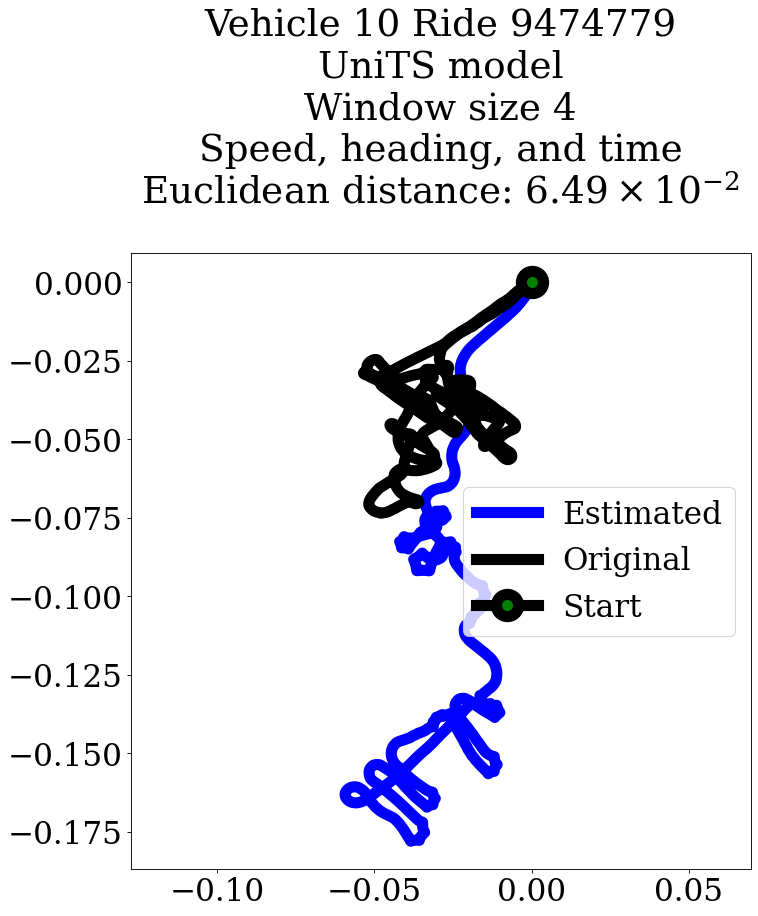 Vehicle 10 Ride 9474779
UniTS model
Window size 4
Speed, heading, and time
Euclidean distance: 6.49 × 10⁻²
0.000
−0.025
−0.050
−0.075
−0.100
−0.125
−0.150
−0.175
Estimated
Original
Start
−0.10 −0.05 0.00 0.05